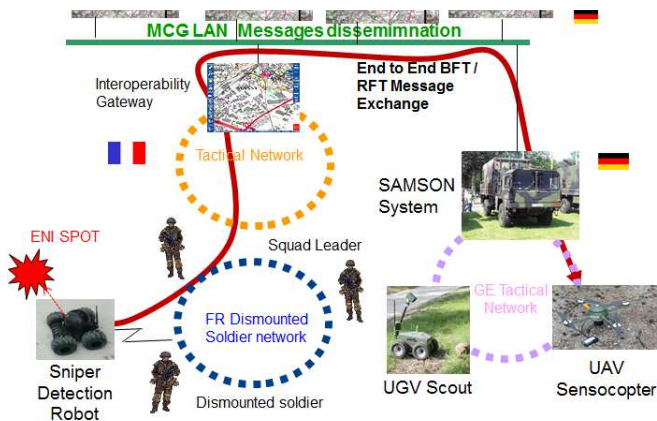 MCG LAN Messages dissemimnation
Interoperability
Gateway
End to End BFT /
RFT Message
Exchange
Tactical Network
SAMSON
System
ENI SPOT
Squad Leader
GE Tactical
Network
FR Dismounted
Soldier network
Sniper
Detection
Robot
Dismounted soldier
UGV Scout
UAV
Sensocopter